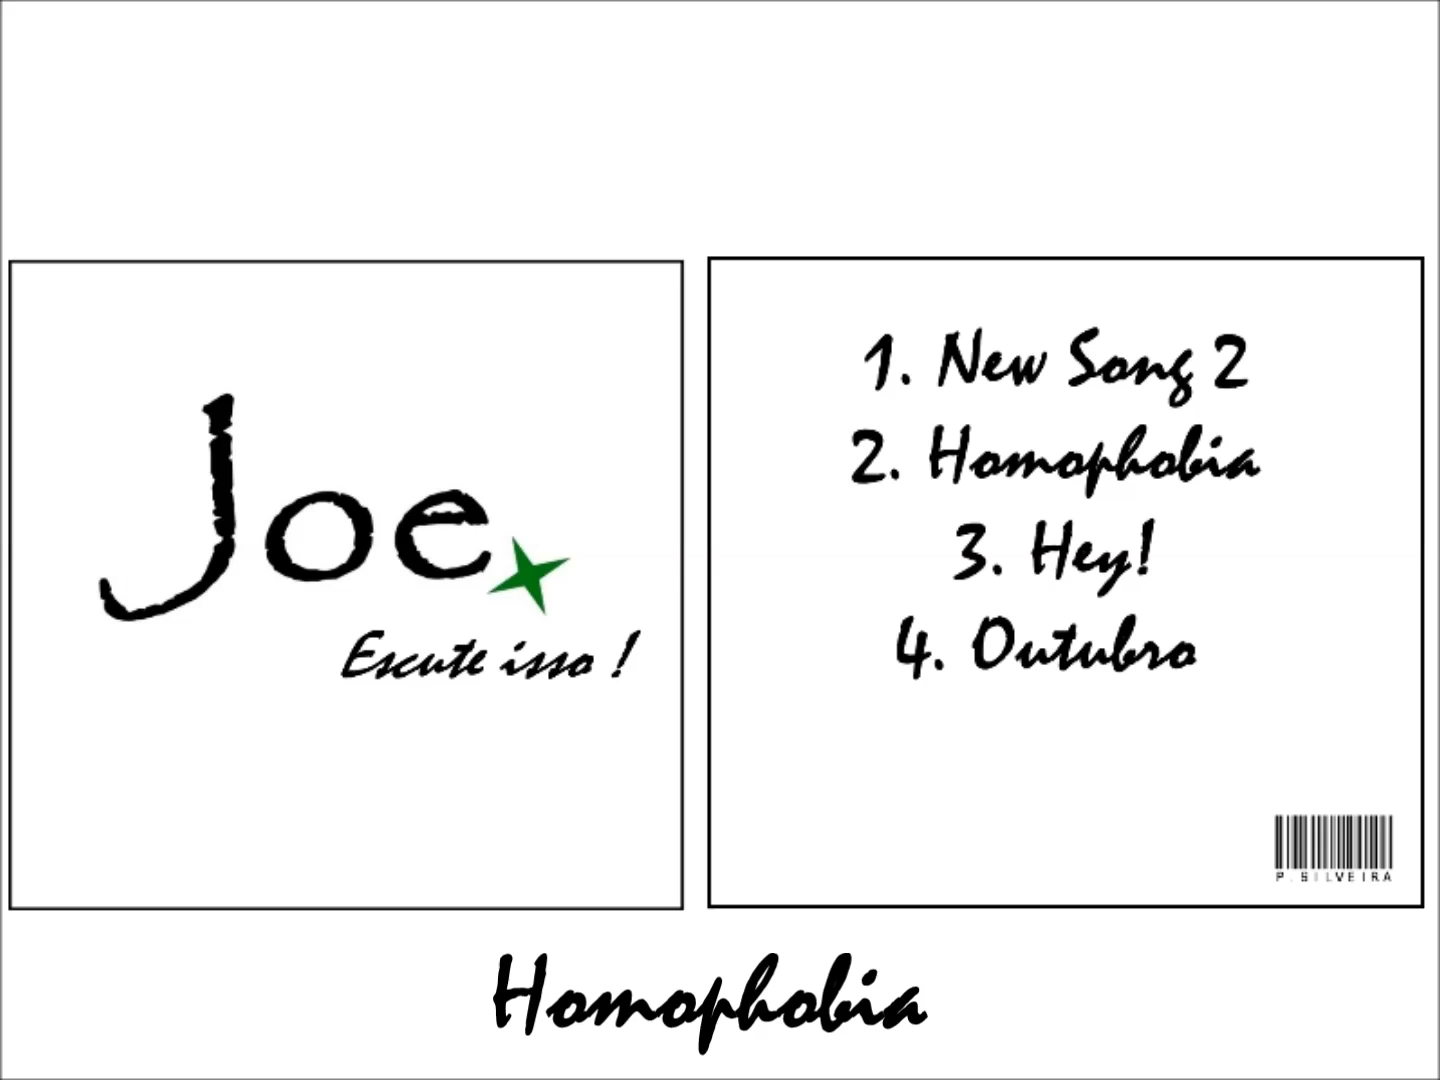 Joe
Escute isso !
1. New Song 2
2. Homophobia
3. Hey!
4. Outubro
P.SILVEIRA
Homophobia